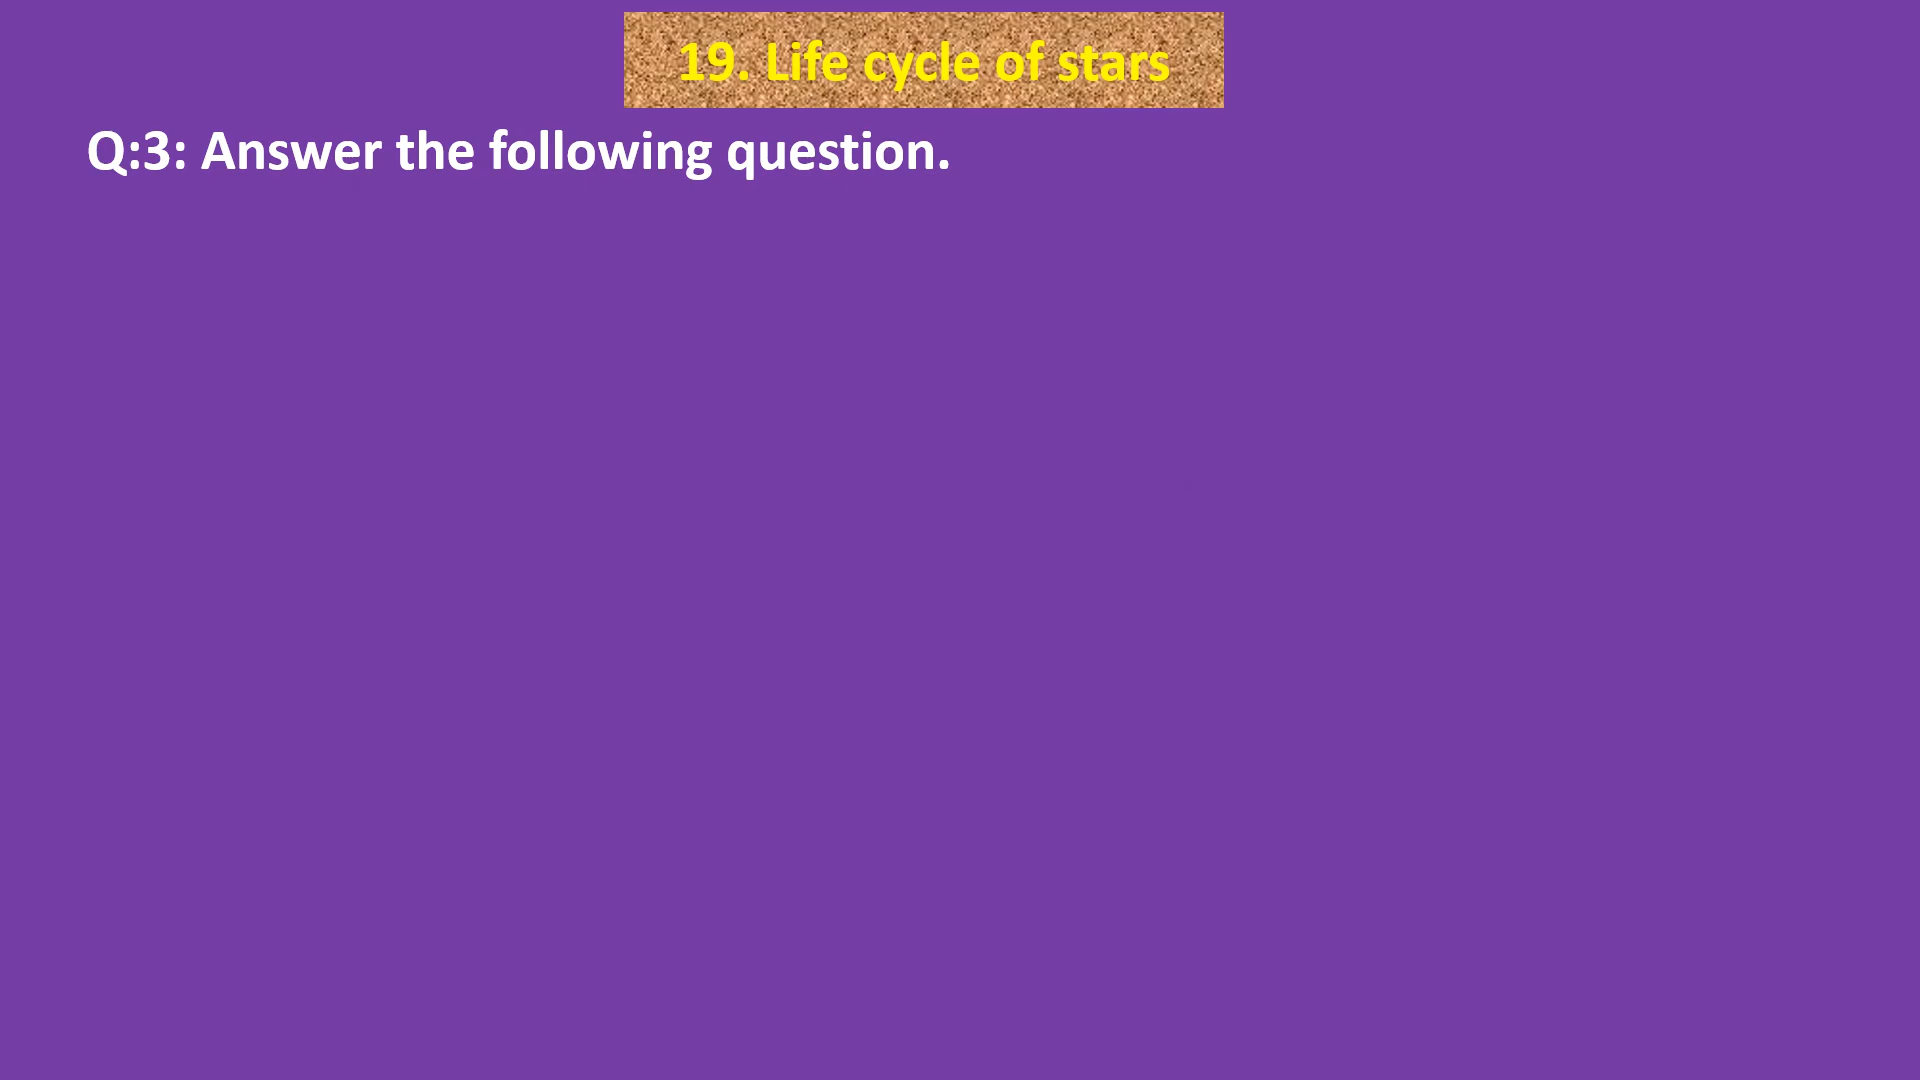 19. Life cycle of stars
Q:3: Answer the following question.